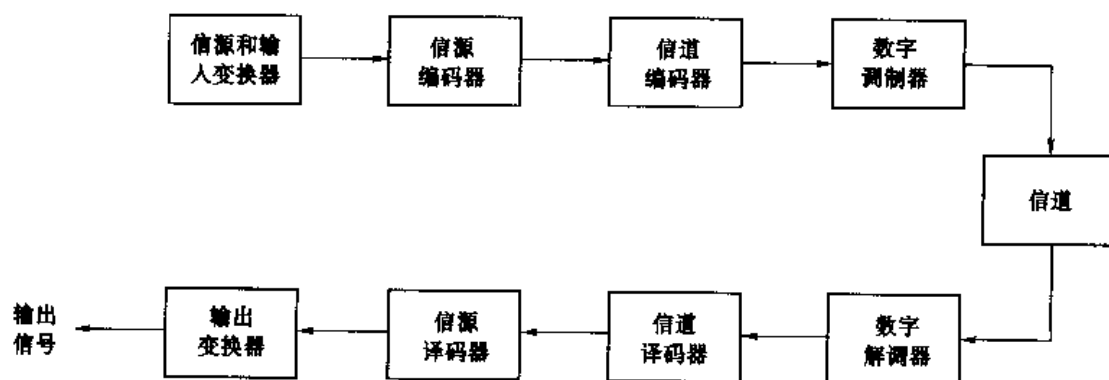 信源和输
人变换器
信源
编码器
信道
编码器
数字
调制器
信道
输出
信号
输出
变换器
信源
译码器
信道
译码器
数字
解调器